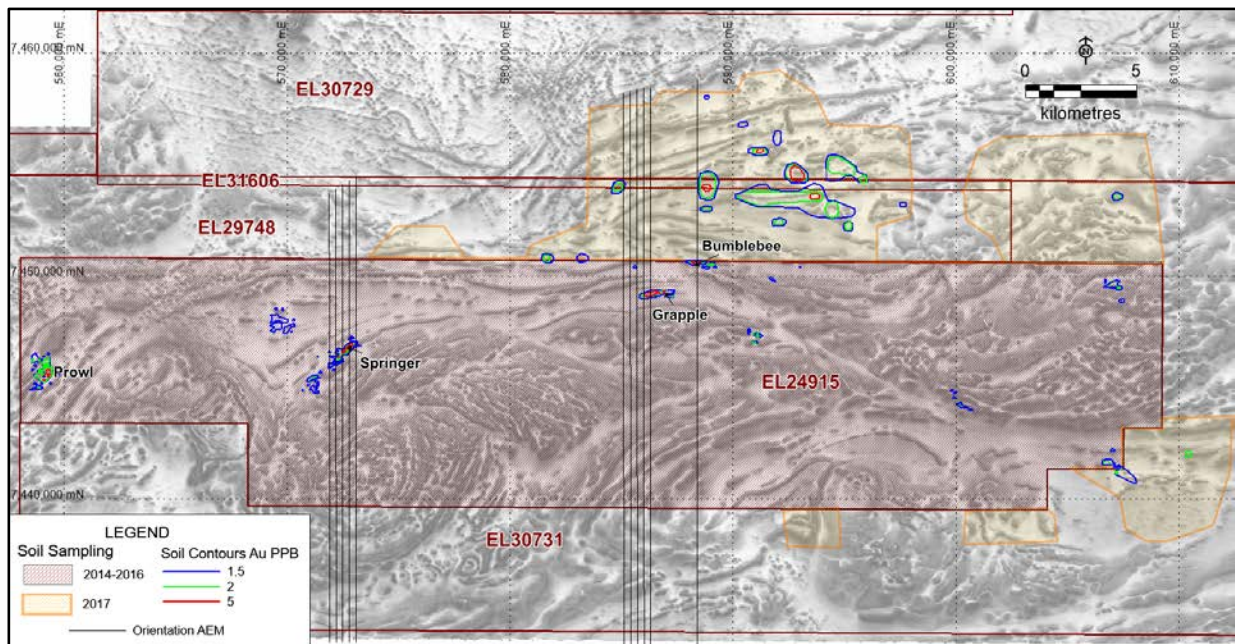 560,000 mE
570,000 mE
580,000 mE
590,000 mE
600,000 mE
610,000 mE
7,460,000 mN
EL30729
0 5
kilometres
EL31606
EL29748
Bumblebee
7,450,000 mN
Grapple
Springer
Prowl
EL24915
7,440,000 mN
EL30731
LEGEND
Soil Sampling
Soil Contours Au PPB
2014-2016
1.5
2
2017
5
Orientation AEM